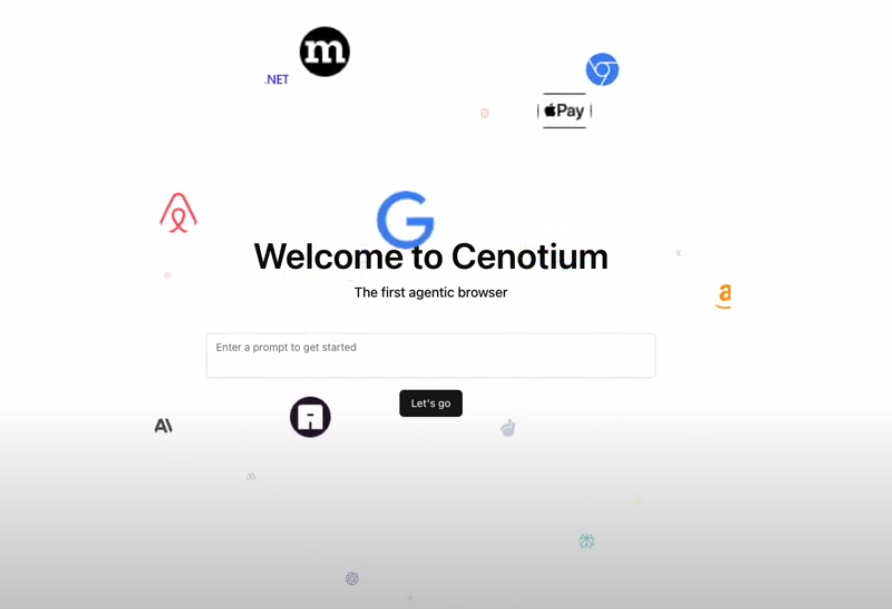 m
.NET
Pay
G
Welcome to Cenotium
The first agentic browser
a
Enter a prompt to get started
Let's go
A\